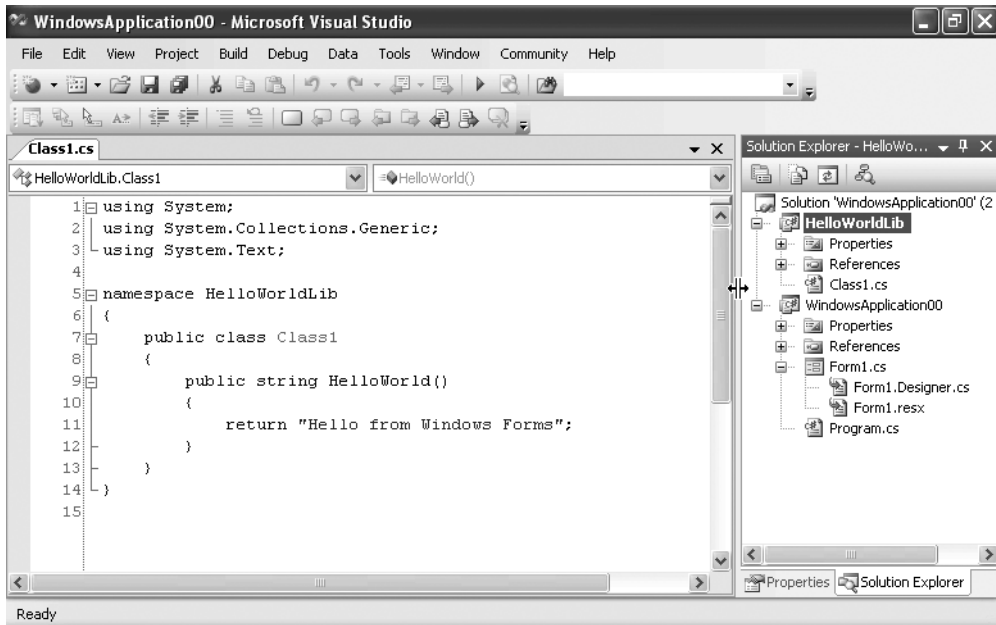 WindowsApplication00 - Microsoft Visual Studio
File Edit View Project Build Debug Data Tools Window Community Help
Class1.cs
HelloWorldLib.Class1
HelloWorld()
1 using System;
2 using System.Collections.Generic;
3 using System.Text;
4
5 namespace HelloWorldLib
6 {
7 public class Class1
8 {
9 public string HelloWorld()
10 {
11 return "Hello from Windows Forms";
12 }
13 }
14 }
15
Solution Explorer - HelloWo...
Solution 'WindowsApplication00' (2
HelloWorldLib
Properties
References
Class1.cs
WindowsApplication00
Properties
References
Form1.cs
Form1.Designer.cs
Form1.resx
Program.cs
Properties
Solution Explorer
Ready